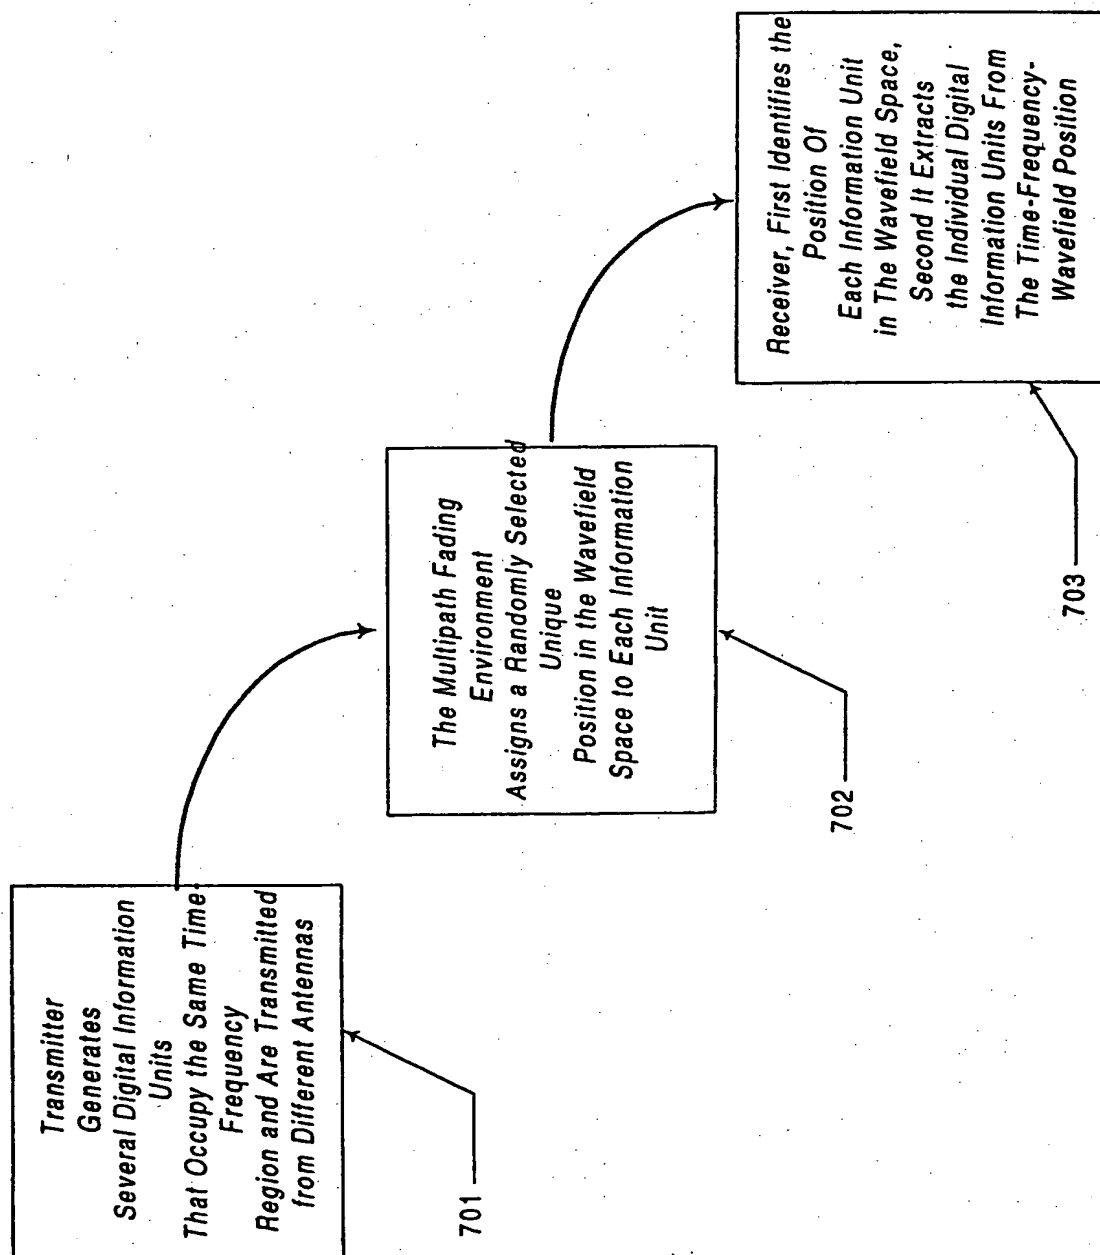 Transmitter
Generates
Several Digital Information
Units
That Occupy the Same Time-
Frequency
Region and Are Transmitted
from Different Antennas
701
The Multipath Fading
Environment
Assigns a Randomly Selected
Unique
Position in the Wavefield
Space to Each Information
Unit
702
Receiver, First Identifies the
Position Of
Each Information Unit
in The Wavefield Space,
Second It Extracts
the Individual Digital
Information Units From
The Time-Frequency-
Wavefield Position
703